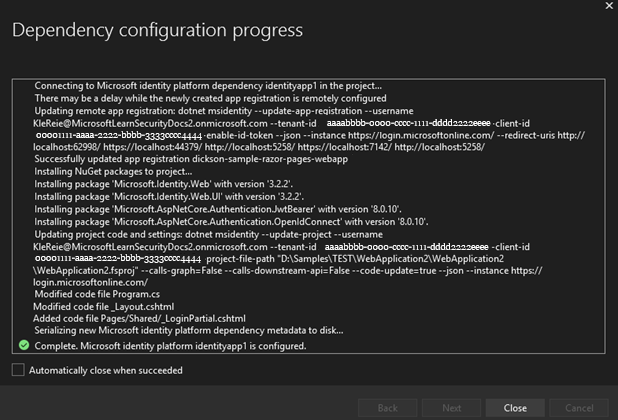 Dependency configuration progress
Connecting to Microsoft identity platform dependency identityapp1 in the project...
There may be a delay while the newly created app registration is remotely configured
Updating remote app registration: dotnet msidentity --update-app-registration --username
KleReie@MicrosoftLearnSecurityDocs2.onmicrosoft.com --tenant-id aaaabbbb-0000-cccc-1111-dddd2222eeee -client-id
00001111-aaaa-2222-bbbb-3333cccc4444 -enable-id-token --json --instance https://login.microsoftonline.com/ --redirect-uris http://
localhost:62998/ https://localhost:44379/ http://localhost:5258/ https://localhost:7142/ http://localhost:5258/
Successfully updated app registration dickson-sample-razor-pages-webapp
Installing NuGet packages to project...
Installing package 'Microsoft.Identity.Web' with version '3.2.2'.
Installing package 'Microsoft.Identity.Web.UI' with version '3.2.2'.
Installing package 'Microsoft.AspNetCore.Authentication.JwtBearer' with version '8.0.10'.
Installing package 'Microsoft.AspNetCore.Authentication.OpenIdConnect' with version '8.0.10'.
Updating project code and settings: dotnet msidentity --update-project --username
KleReie@MicrosoftLearnSecurityDocs2.onmicrosoft.com --tenant-id aaaabbbb-0000-cccc-1111-dddd2222eeee -client-id
00001111-aaaa-2222-bbbb-3333cccc4444 -project-file-path "D:\Samples\TEST\WebApplication2\WebApplication2
\WebApplication2.fsproj" --calls-graph=False --calls-downstream-api=False --code-update=true --json --instance https://
login.microsoftonline.com/
Modified code file Program.cs
Modified code file _Layout.cshtml
Added code file Pages/Shared/_LoginPartial.cshtml
Serializing new Microsoft identity platform dependency metadata to disk...
Complete. Microsoft identity platform identityapp1 is configured.
Automatically close when succeeded
Back Next Close Cancel